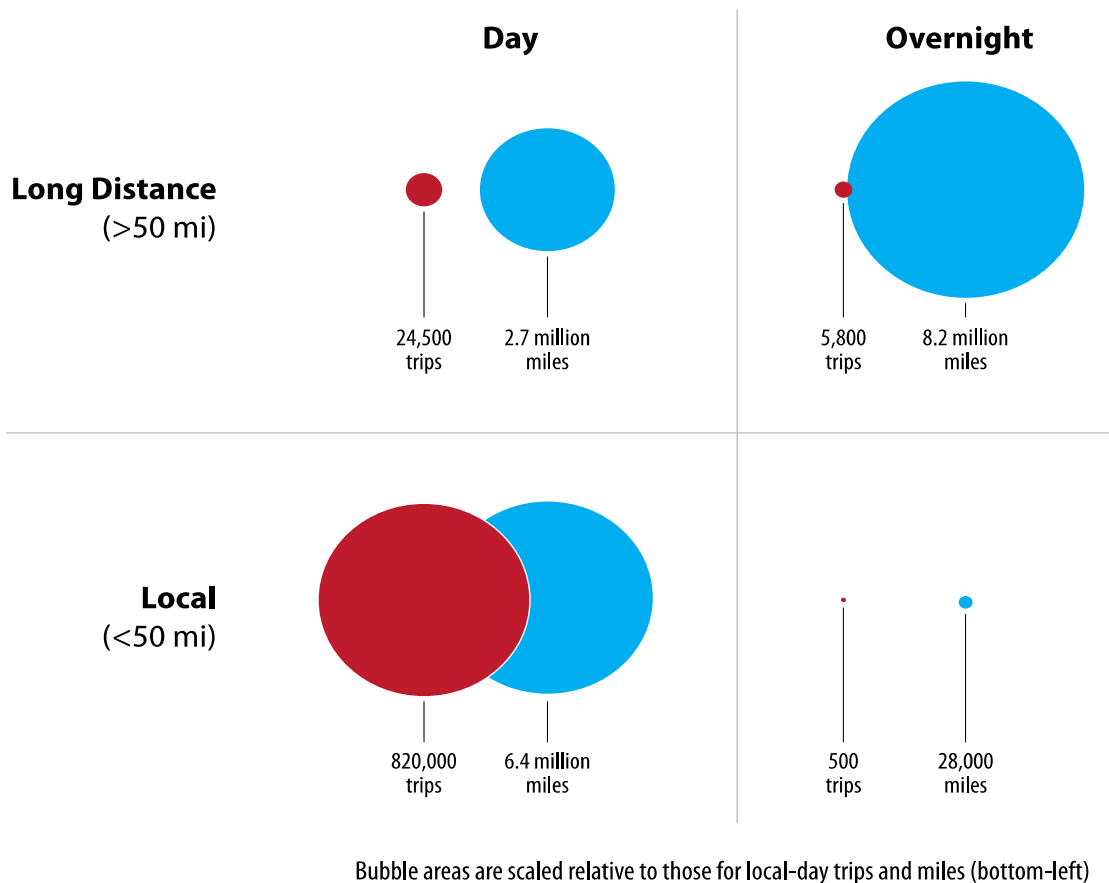 Day
Overnight
Long Distance
(>50 mi)
24,500
trips
2.7 million
miles
5,800
trips
8.2 million
miles
Local
(<50 mi)
820,000
trips
6.4 million
miles
500
trips
28,000
miles
Bubble areas are scaled relative to those for local-day trips and miles (bottom-left)